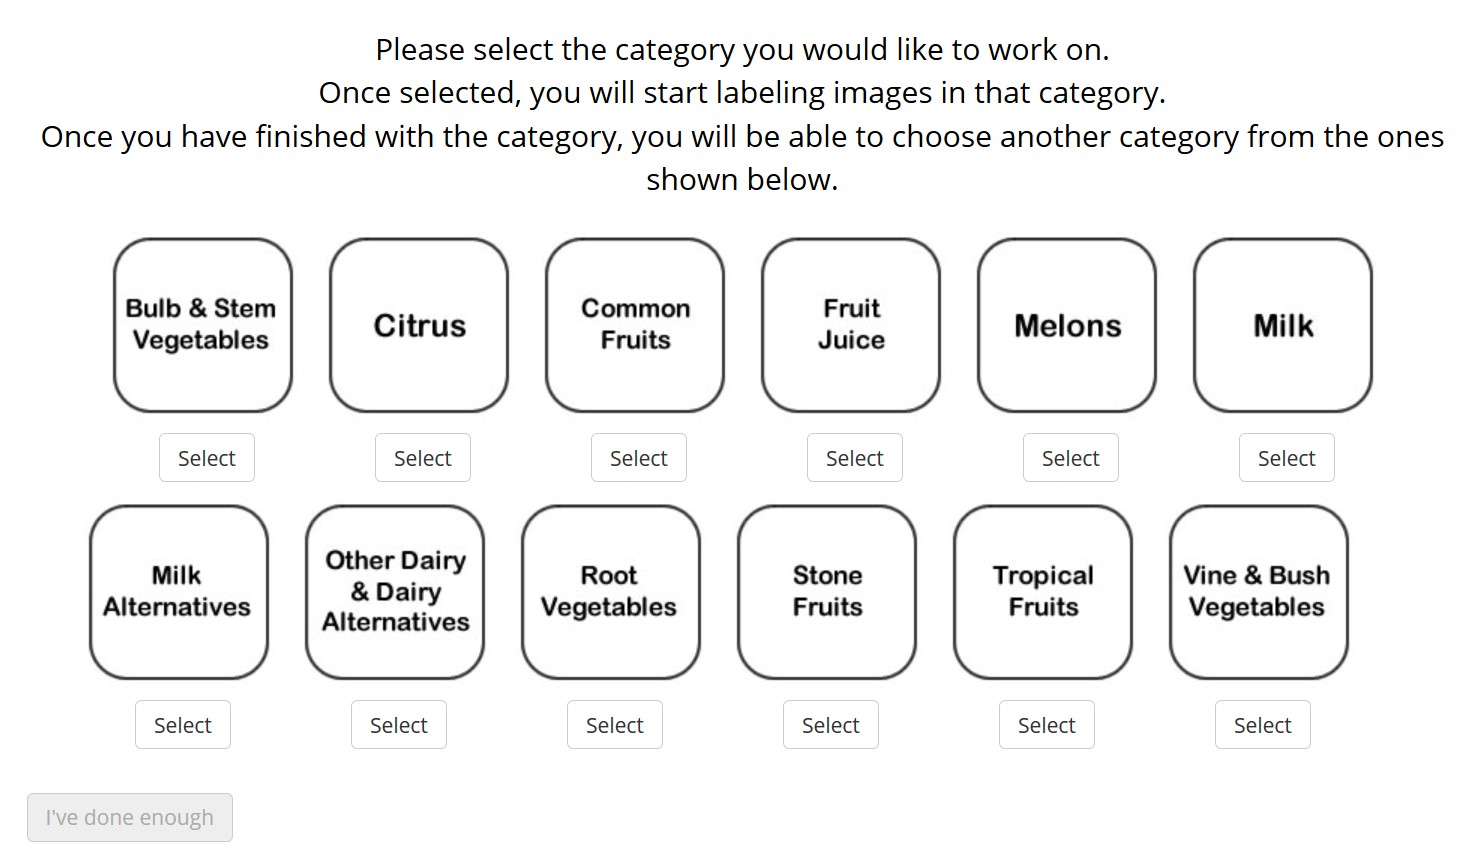 Please select the category you would like to work on.
Once selected, you will start labeling images in that category.
Once you have finished with the category, you will be able to choose another category from the ones
shown below.
Bulb & Stem
Vegetables
Citrus
Common
Fruits
Fruit
Juice
Melons
Milk
Select
Select
Select
Select
Select
Select
Milk
Alternatives
Other Dairy
& Dairy
Alternatives
Root
Vegetables
Stone
Fruits
Tropical
Fruits
Vine & Bush
Vegetables
Select
Select
Select
Select
Select
Select
I've done enough